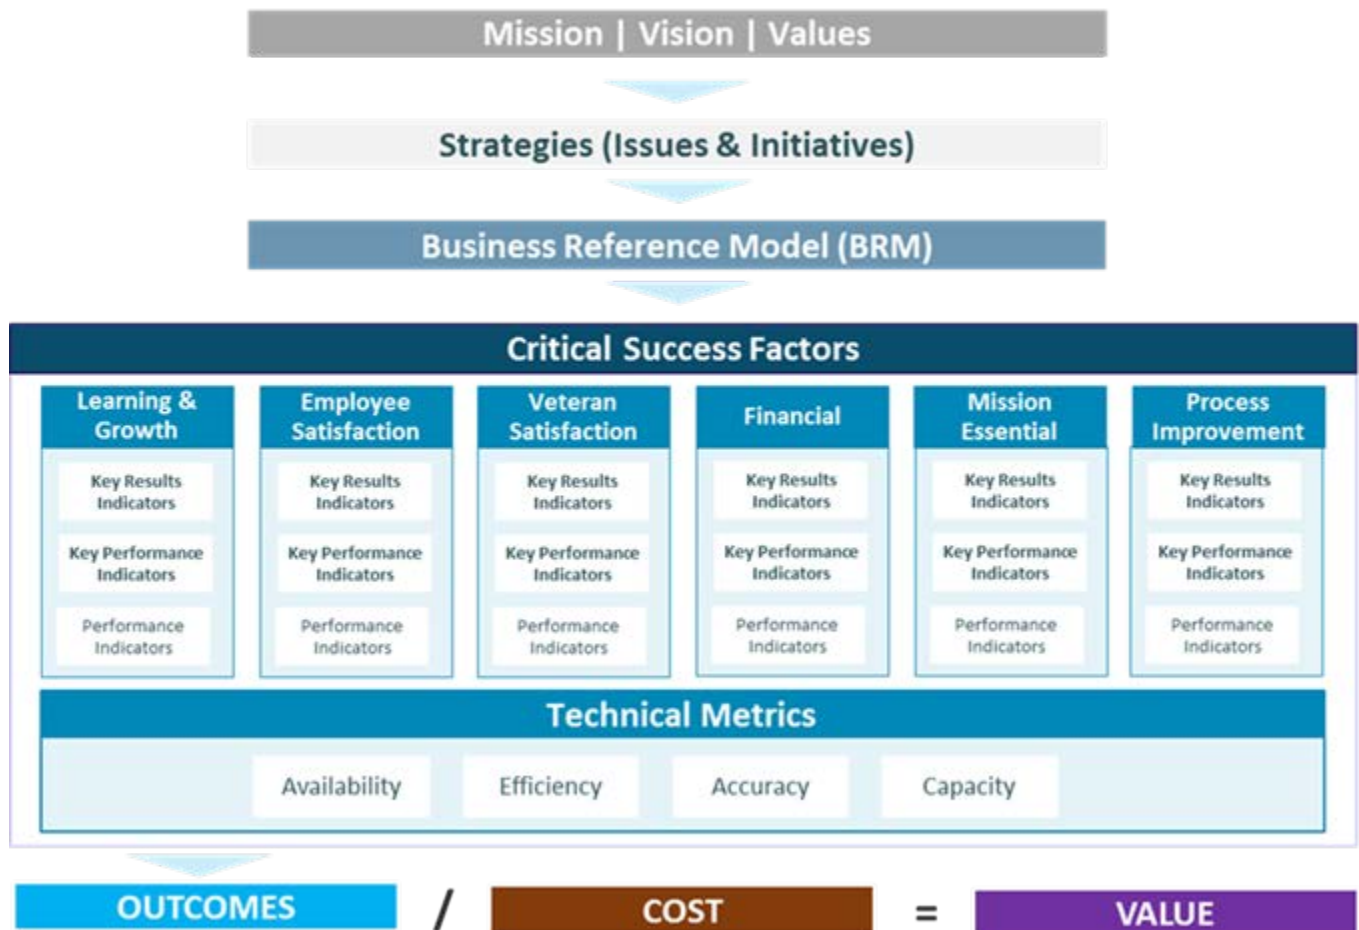 Mission | Vision | Values
Strategies (Issues & Initiatives)
Business Reference Model (BRM)
Critical Success Factors
Learning &
Growth
Key Results
Indicators
Key Performance
Indicators
Performance
Indicators
Employee
Satisfaction
Key Results
Indicators
Key Performance
Indicators
Performance
Indicators
Veteran
Satisfaction
Key Results
Indicators
Key Performance
Indicators
Performance
Indicators
Financial
Key Results
Indicators
Key Performance
Indicators
Performance
Indicators
Mission
Essential
Key Results
Indicators
Key Performance
Indicators
Performance
Indicators
Process
Improvement
Key Results
Indicators
Key Performance
Indicators
Performance
Indicators
Technical Metrics
Availability
Efficiency
Accuracy
Capacity
OUTCOMES / COST = VALUE